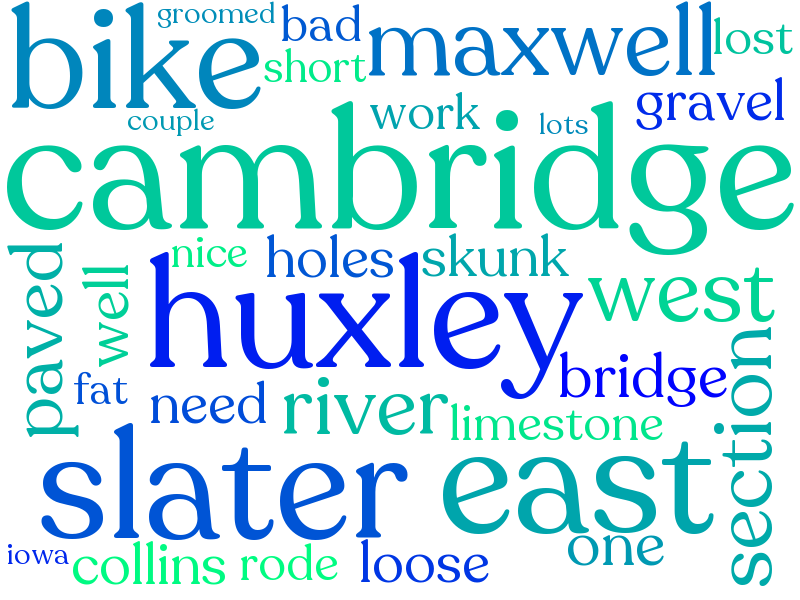 groomed
bike
bad
maxwell
lost
short
couple
work
lots
gravel
cambridge
paved
well
nice
holes
skunk
huxley
west
fat
need
river
bridge
limestone
section
slater
east
one
iowa
collins
rode
loose